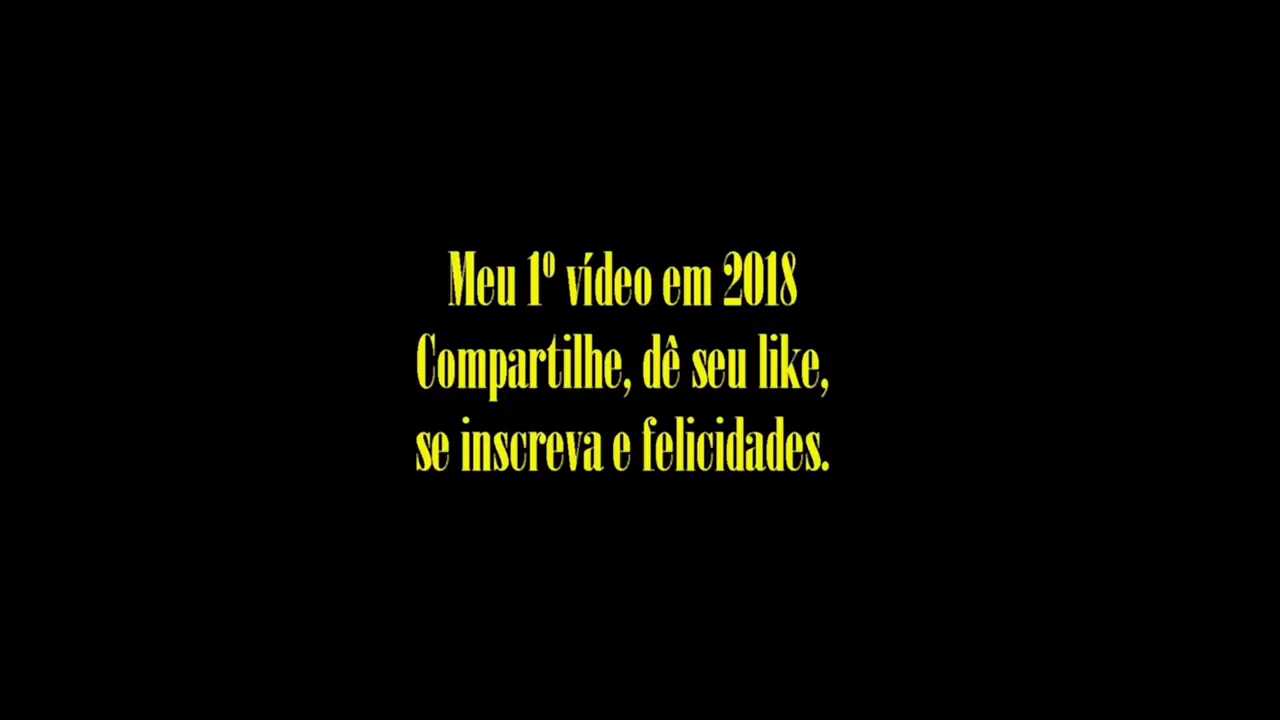 Meu 1º vídeo em 2018
Compartilhe, dê seu like,
se inscreva e felicidades.